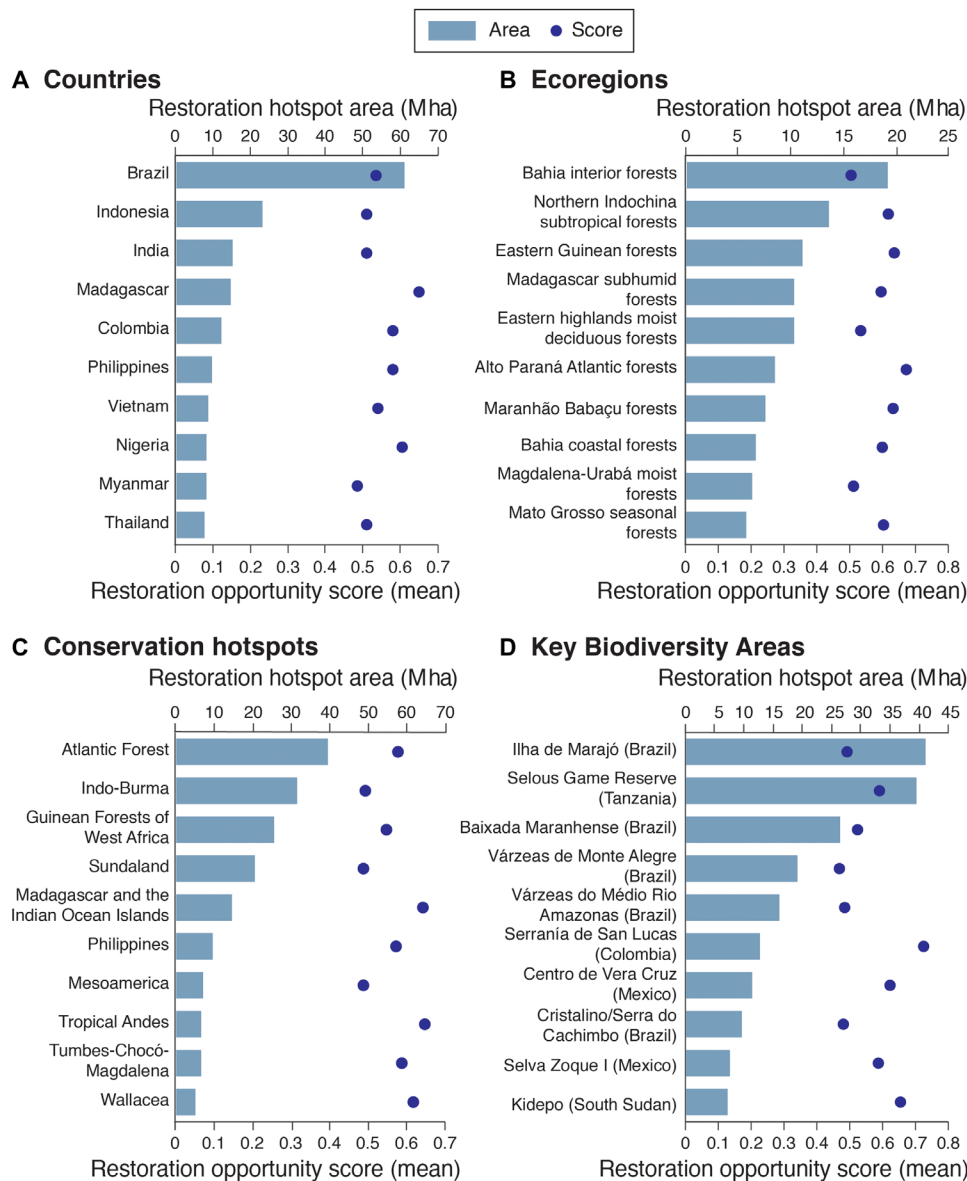 Area Score
A Countries
Restoration hotspot area (Mha)
0 10 20 30 40 50 60 70
Brazil
Indonesia
India
Madagascar
Colombia
Philippines
Vietnam
Nigeria
Myanmar
Thailand
0 0.1 0.2 0.3 0.4 0.5 0.6 0.7
Restoration opportunity score (mean)
B Ecoregions
Restoration hotspot area (Mha)
0 5 10 15 20 25
Bahia interior forests
Northern Indochina
subtropical forests
Eastern Guinean forests
Madagascar subhumid
forests
Eastern highlands moist
deciduous forests
Alto Paraná Atlantic forests
Maranhão Babaçu forests
Bahia coastal forests
Magdalena-Urabá moist
forests
Mato Grosso seasonal
forests
0 0.1 0.2 0.3 0.4 0.5 0.6 0.7 0.8
Restoration opportunity score (mean)
C Conservation hotspots
Restoration hotspot area (Mha)
0 10 20 30 40 50 60 70
Atlantic Forest
Indo-Burma
Guinean Forests of
West Africa
Sundaland
Madagascar and the
Indian Ocean Islands
Philippines
Mesoamerica
Tropical Andes
Tumbes-Chocó-
Magdalena
Wallacea
0 0.1 0.2 0.3 0.4 0.5 0.6 0.7
Restoration opportunity score (mean)
D Key Biodiversity Areas
Restoration hotspot area (Mha)
0 5 10 15 20 25 30 35 40 45
Ilha de Marajó (Brazil)
Selous Game Reserve
(Tanzania)
Baixada Maranhense (Brazil)
Várzeas de Monte Alegre
(Brazil)
Várzeas do Médio Rio
Amazonas (Brazil)
Serranía de San Lucas
(Colombia)
Centro de Vera Cruz
(Mexico)
Cristalino/Serra do
Cachimbo (Brazil)
Selva Zoque I (Mexico)
Kidepo (South Sudan)
0 0.1 0.2 0.3 0.4 0.5 0.6 0.7 0.8
Restoration opportunity score (mean)